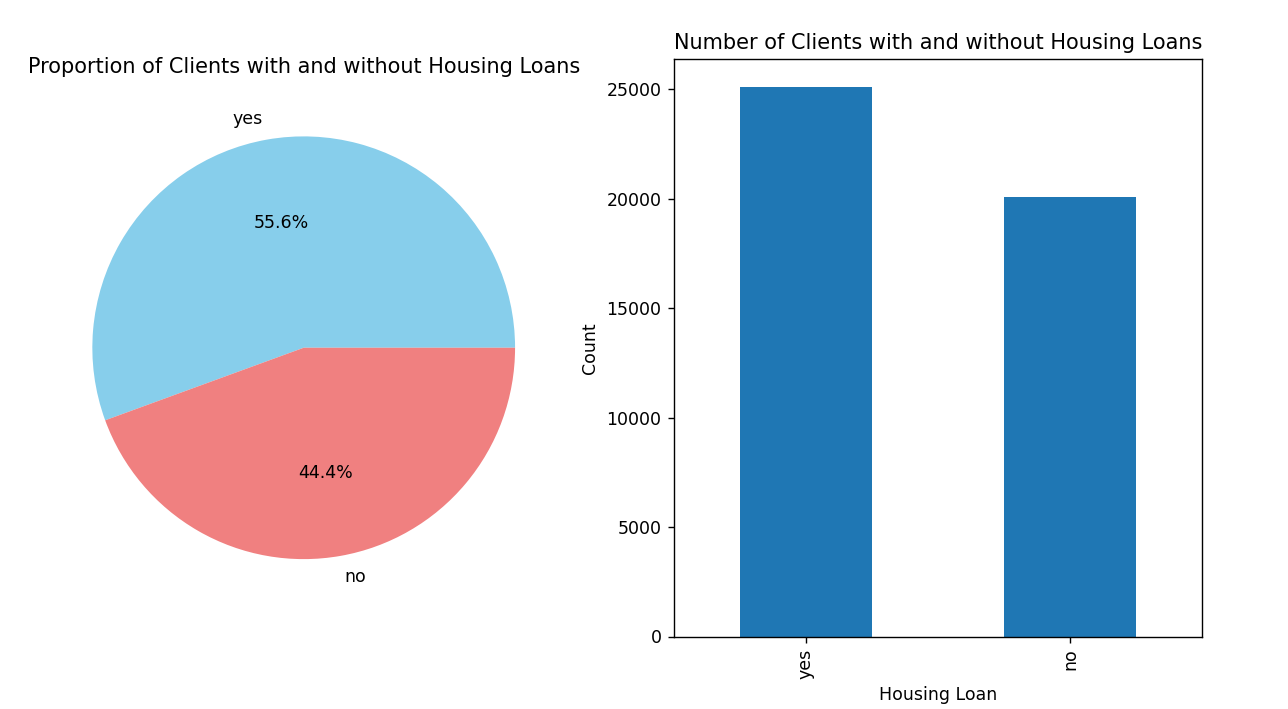 Proportion of Clients with and without Housing Loans
yes
55.6%
44.4%
no
Number of Clients with and without Housing Loans
25000
20000
15000
10000
5000
0
Count
yes
no
Housing Loan